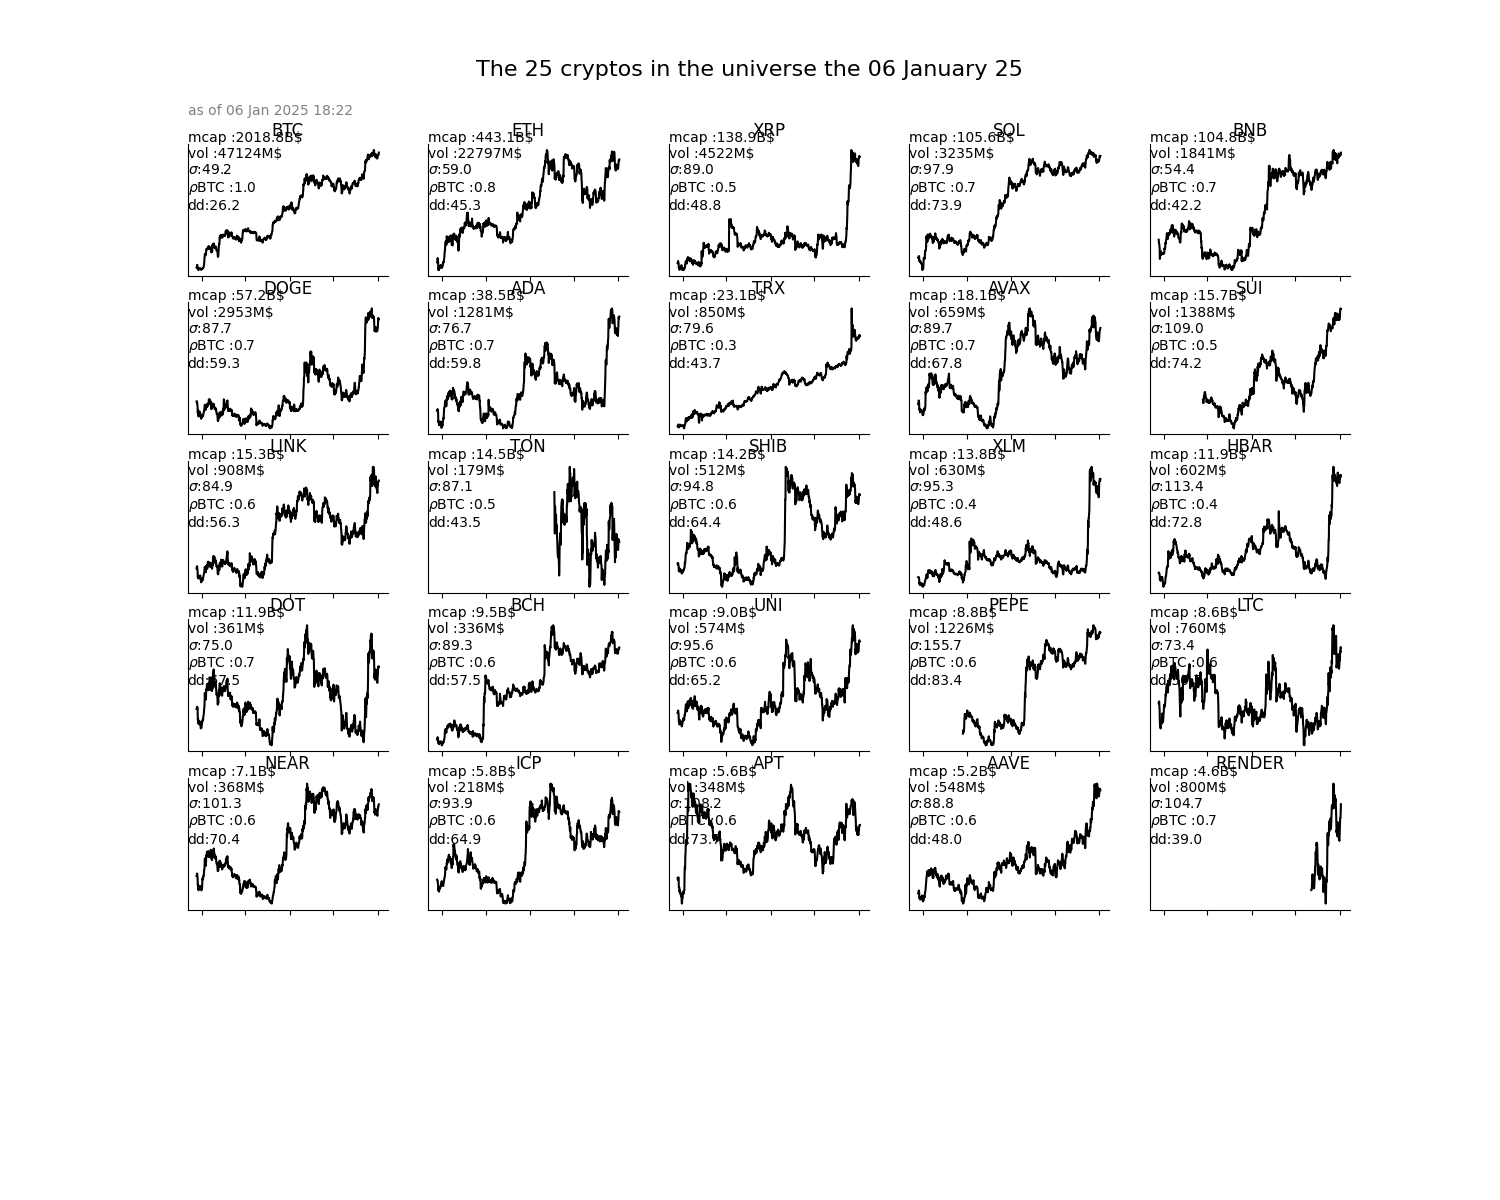 The 25 cryptos in the universe the 06 January 25
as of 06 Jan 2025 18:22
BTC
mcap :2018.8B$
vol :47124M$
σ:49.2
ρBTC :1.0
dd:26.2
ETH
mcap :443.1B$
vol :22797M$
σ:59.0
ρBTC :0.8
dd:45.3
XRP
mcap :138.9B$
vol :4522M$
σ:89.0
ρBTC :0.5
dd:48.8
SOL
mcap :105.6B$
vol :3235M$
σ:97.9
ρBTC :0.7
dd:73.9
BNB
mcap :104.8B$
vol :1841M$
σ:54.4
ρBTC :0.7
dd:42.2
DOGE
mcap :57.2B$
vol :2953M$
σ:87.7
ρBTC :0.7
dd:59.3
ADA
mcap :38.5B$
vol :1281M$
σ:76.7
ρBTC :0.7
dd:59.8
TRX
mcap :23.1B$
vol :850M$
σ:79.6
ρBTC :0.3
dd:43.7
AVAX
mcap :18.1B$
vol :659M$
σ:89.7
ρBTC :0.7
dd:67.8
SUI
mcap :15.7B$
vol :1388M$
σ:109.0
ρBTC :0.5
dd:74.2
LINK
mcap :15.3B$
vol :908M$
σ:84.9
ρBTC :0.6
dd:56.3
TON
mcap :14.5B$
vol :179M$
σ:87.1
ρBTC :0.5
dd:43.5
SHIB
mcap :14.2B$
vol :512M$
σ:94.8
ρBTC :0.6
dd:64.4
XLM
mcap :13.8B$
vol :630M$
σ:95.3
ρBTC :0.4
dd:48.6
HBAR
mcap :11.9B$
vol :602M$
σ:113.4
ρBTC :0.4
dd:72.8
DOT
mcap :11.9B$
vol :361M$
σ:75.0
ρBTC :0.7
BCH
mcap :9.5B$
vol :336M$
σ:89.3
ρBTC :0.6
dd:57.5
UNI
mcap :9.0B$
vol :574M$
σ:95.6
ρBTC :0.6
dd:65.2
PEPE
mcap :8.8B$
vol :1226M$
σ:155.7
ρBTC :0.6
dd:83.4
LTC
mcap :8.6B$
vol :760M$
σ:73.4
ρBTC :0.6
NEAR
mcap :7.1B$
vol :368M$
σ:101.3
ρBTC :0.6
dd:70.4
ICP
mcap :5.8B$
vol :218M$
σ:93.9
ρBTC :0.6
dd:64.9
APT
mcap :5.6B$
vol :348M$
σ:108.2
ρBTC :0.6
AAVE
mcap :5.2B$
vol :548M$
σ:88.8
ρBTC :0.6
dd:48.0
RENDER
mcap :4.6B$
vol :800M$
σ:104.7
ρBTC :0.7
dd:39.0